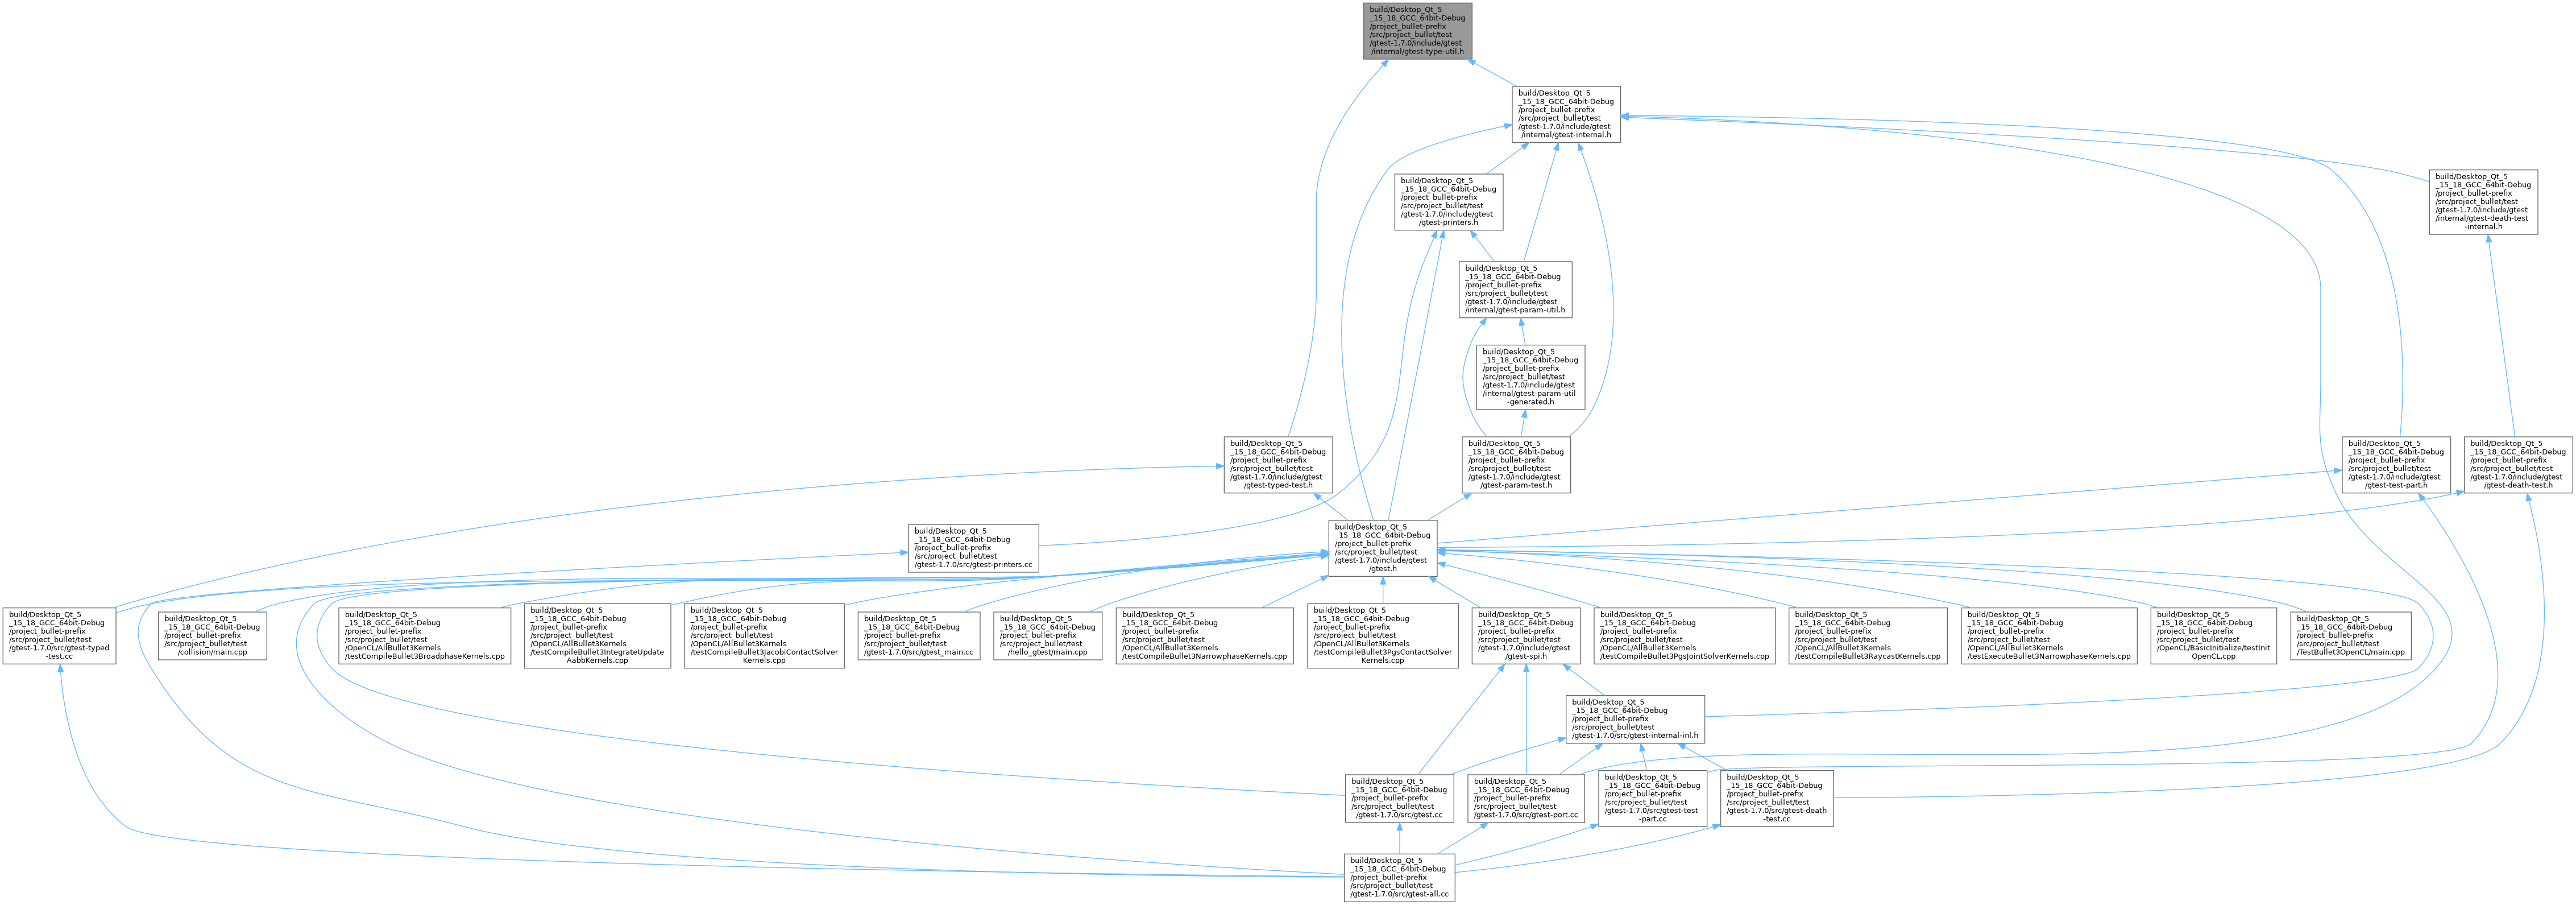 build/Desktop_Qt_5
_15_18_GCC_64bit-Debug
/project_bullet-prefix
/src/project_bullet/test
/gtest-1.7.0/include/gtest
/internal/gtest-type-util.h
build/Desktop_Qt_5
_15_18_GCC_64bit-Debug
/project_bullet-prefix
/src/project_bullet/test
/gtest-1.7.0/include/gtest
/internal/gtest-internal.h
build/Desktop_Qt_5
_15_18_GCC_64bit-Debug
/project_bullet-prefix
/src/project_bullet/test
/gtest-1.7.0/include/gtest
/gtest-printers.h
build/Desktop_Qt_5
_15_18_GCC_64bit-Debug
/project_bullet-prefix
/src/project_bullet/test
/gtest-1.7.0/include/gtest
/internal/gtest-death-test
-internal.h
build/Desktop_Qt_5
_15_18_GCC_64bit-Debug
/project_bullet-prefix
/src/project_bullet/test
/gtest-1.7.0/include/gtest
/internal/gtest-param-util.h
build/Desktop_Qt_5
_15_18_GCC_64bit-Debug
/project_bullet-prefix
/src/project_bullet/test
/gtest-1.7.0/include/gtest
/internal/gtest-param-util
-generated.h
build/Desktop_Qt_5
_15_18_GCC_64bit-Debug
/project_bullet-prefix
/src/project_bullet/test
/gtest-1.7.0/include/gtest
/gtest-typed-test.h
build/Desktop_Qt_5
_15_18_GCC_64bit-Debug
/project_bullet-prefix
/src/project_bullet/test
/gtest-1.7.0/include/gtest
/gtest-param-test.h
build/Desktop_Qt_5
_15_18_GCC_64bit-Debug
/project_bullet-prefix
/src/project_bullet/test
/gtest-1.7.0/include/gtest
/gtest-test-part.h
build/Desktop_Qt_5
_15_18_GCC_64bit-Debug
/project_bullet-prefix
/src/project_bullet/test
/gtest-1.7.0/include/gtest
/gtest-death-test.h
build/Desktop_Qt_5
_15_18_GCC_64bit-Debug
/project_bullet-prefix
/src/project_bullet/test
/gtest-1.7.0/src/gtest-printers.cc
build/Desktop_Qt_5
_15_18_GCC_64bit-Debug
/project_bullet-prefix
/src/project_bullet/test
/gtest-1.7.0/include/gtest
/gtest.h
build/Desktop_Qt_5
_15_18_GCC_64bit-Debug
/project_bullet-prefix
/src/project_bullet/test
/gtest-1.7.0/src/gtest-typed
-test.cc
build/Desktop_Qt_5
_15_18_GCC_64bit-Debug
/project_bullet-prefix
/src/project_bullet/test
/collision/main.cpp
build/Desktop_Qt_5
_15_18_GCC_64bit-Debug
/project_bullet-prefix
/src/project_bullet/test
/OpenCL/AllBullet3Kernels
/testCompileBullet3BroadphaseKernels.cpp
build/Desktop_Qt_5
_15_18_GCC_64bit-Debug
/project_bullet-prefix
/src/project_bullet/test
/OpenCL/AllBullet3Kernels
/testCompileBullet3IntegrateUpdate
AabbKernels.cpp
build/Desktop_Qt_5
_15_18_GCC_64bit-Debug
/project_bullet-prefix
/src/project_bullet/test
/OpenCL/AllBullet3Kernels
/testCompileBullet3JacobiContactSolver
Kernels.cpp
build/Desktop_Qt_5
_15_18_GCC_64bit-Debug
/project_bullet-prefix
/src/project_bullet/test
/gtest-1.7.0/src/gtest_main.cc
build/Desktop_Qt_5
_15_18_GCC_64bit-Debug
/project_bullet-prefix
/src/project_bullet/test
/hello_gtest/main.cpp
build/Desktop_Qt_5
_15_18_GCC_64bit-Debug
/project_bullet-prefix
/src/project_bullet/test
/OpenCL/AllBullet3Kernels
/testCompileBullet3NarrowphaseKernels.cpp
build/Desktop_Qt_5
_15_18_GCC_64bit-Debug
/project_bullet-prefix
/src/project_bullet/test
/OpenCL/AllBullet3Kernels
/testCompileBullet3PgsContactSolver
Kernels.cpp
build/Desktop_Qt_5
_15_18_GCC_64bit-Debug
/project_bullet-prefix
/src/project_bullet/test
/gtest-1.7.0/include/gtest
/gtest-spi.h
build/Desktop_Qt_5
_15_18_GCC_64bit-Debug
/project_bullet-prefix
/src/project_bullet/test
/OpenCL/AllBullet3Kernels
/testCompileBullet3PgsJointSolverKernels.cpp
build/Desktop_Qt_5
_15_18_GCC_64bit-Debug
/project_bullet-prefix
/src/project_bullet/test
/OpenCL/AllBullet3Kernels
/testCompileBullet3RaycastKernels.cpp
build/Desktop_Qt_5
_15_18_GCC_64bit-Debug
/project_bullet-prefix
/src/project_bullet/test
/OpenCL/AllBullet3Kernels
/testExecuteBullet3NarrowphaseKernels.cpp
build/Desktop_Qt_5
_15_18_GCC_64bit-Debug
/project_bullet-prefix
/src/project_bullet/test
/OpenCL/BasicInitialize/testInit
OpenCL.cpp
build/Desktop_Qt_5
_15_18_GCC_64bit-Debug
/project_bullet-prefix
/src/project_bullet/test
/TestBullet3OpenCL/main.cpp
build/Desktop_Qt_5
_15_18_GCC_64bit-Debug
/project_bullet-prefix
/src/project_bullet/test
/gtest-1.7.0/src/gtest-internal-inl.h
build/Desktop_Qt_5
_15_18_GCC_64bit-Debug
/project_bullet-prefix
/src/project_bullet/test
/gtest-1.7.0/src/gtest.cc
build/Desktop_Qt_5
_15_18_GCC_64bit-Debug
/project_bullet-prefix
/src/project_bullet/test
/gtest-1.7.0/src/gtest-port.cc
build/Desktop_Qt_5
_15_18_GCC_64bit-Debug
/project_bullet-prefix
/src/project_bullet/test
/gtest-1.7.0/src/gtest-test
-part.cc
build/Desktop_Qt_5
_15_18_GCC_64bit-Debug
/project_bullet-prefix
/src/project_bullet/test
/gtest-1.7.0/src/gtest-death
-test.cc
build/Desktop_Qt_5
_15_18_GCC_64bit-Debug
/project_bullet-prefix
/src/project_bullet/test
/gtest-1.7.0/src/gtest-all.cc